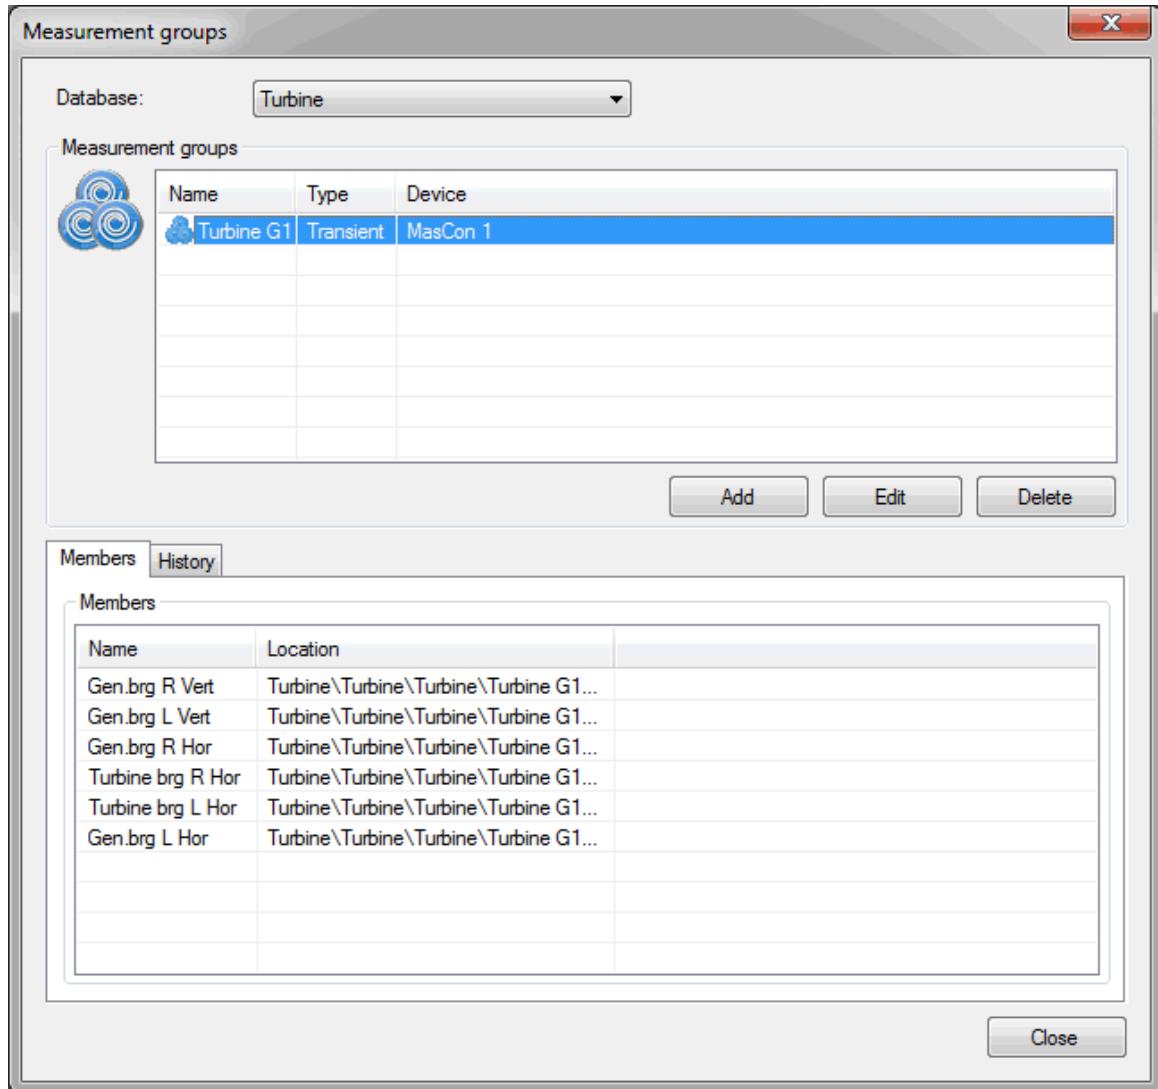 Measurement groups
Database: Turbine
Measurement groups
Name Type Device
Turbine G1 Transient MasCon 1
Add Edit Delete
Members History
Members
Name Location
Gen.brg R Vert Turbine\Turbine\Turbine\Turbine G1...
Gen.brg L Vert Turbine\Turbine\Turbine\Turbine G1...
Gen.brg R Hor Turbine\Turbine\Turbine\Turbine G1...
Turbine brg R Hor Turbine\Turbine\Turbine\Turbine G1...
Turbine brg L Hor Turbine\Turbine\Turbine\Turbine G1...
Gen.brg L Hor Turbine\Turbine\Turbine\Turbine G1...
Close